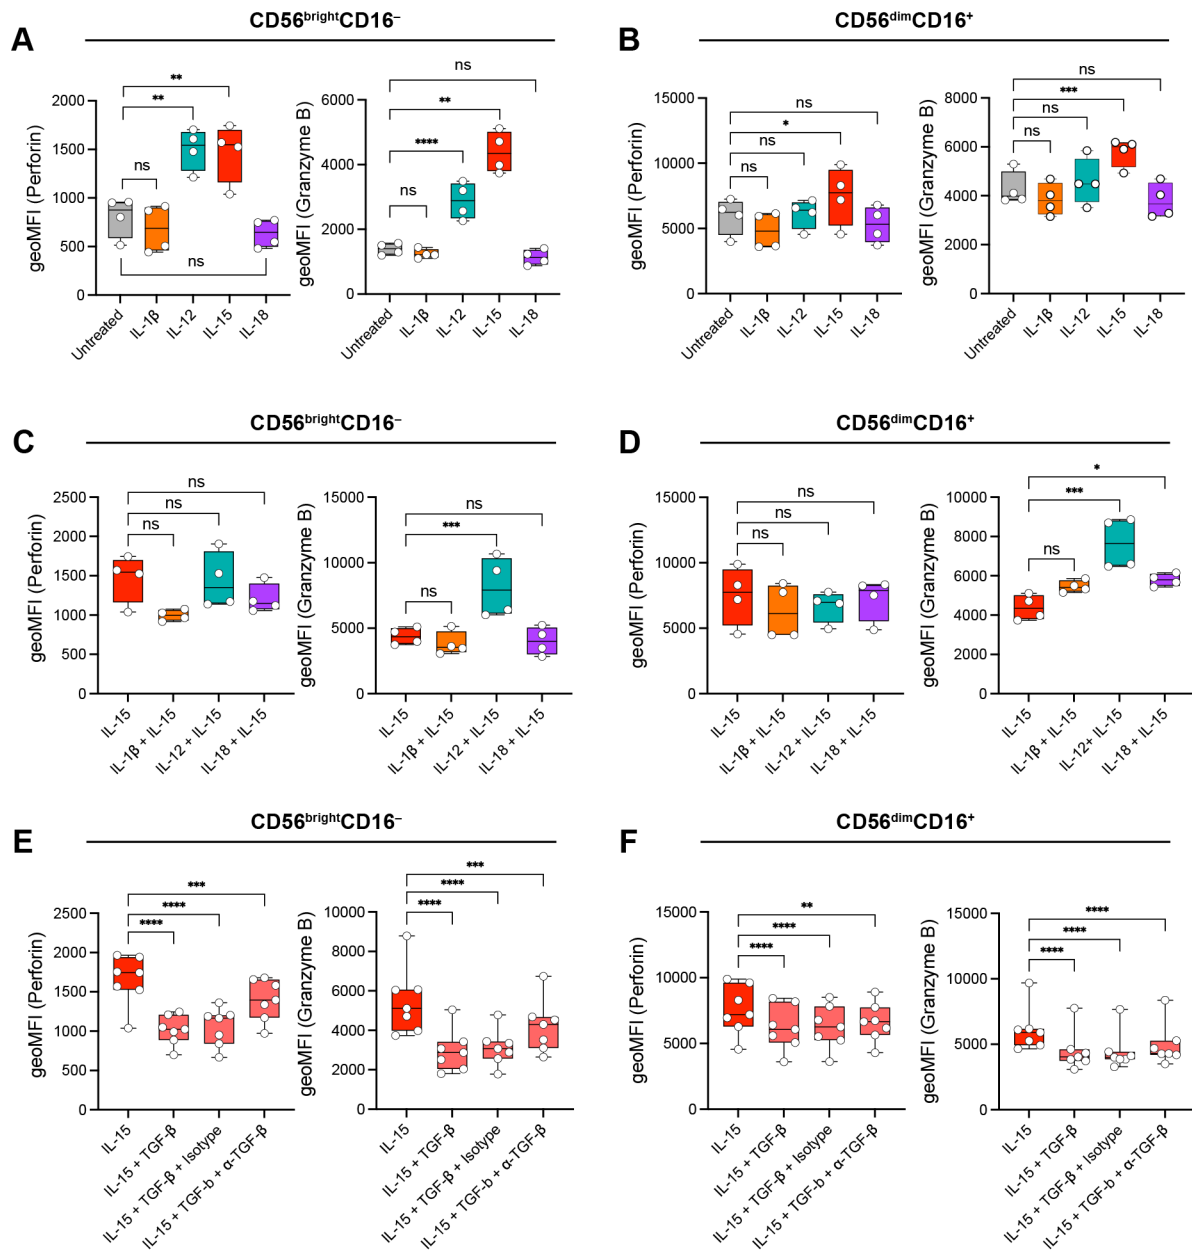 A
CD56brightCD16–
geoMFI (Perforin)
2000
1500
1000
500
0
**
**
ns
ns
Untreated
IL-1β
IL-12
IL-15
IL-18
geoMFI (Granzyme B)
6000
4000
2000
0
ns
**
****
ns
Untreated
IL-1β
IL-12
IL-15
IL-18
B
CD56dimCD16+
geoMFI (Perforin)
15000
10000
5000
0
ns
*
ns
ns
Untreated
IL-1β
IL-12
IL-15
IL-18
geoMFI (Granzyme B)
8000
6000
4000
2000
0
ns
***
ns
ns
Untreated
IL-1β
IL-12
IL-15
IL-18
C
CD56brightCD16–
geoMFI (Perforin)
2500
2000
1500
1000
500
0
ns
ns
ns
IL-15
IL-1β + IL-15
IL-12 + IL-15
IL-18 + IL-15
geoMFI (Granzyme B)
15000
10000
5000
0
ns
***
ns
IL-15
IL-1β + IL-15
IL-12 + IL-15
IL-18 + IL-15
D
CD56dimCD16+
geoMFI (Perforin)
15000
10000
5000
0
ns
ns
ns
IL-15
IL-1β + IL-15
IL-12 + IL-15
IL-18 + IL-15
geoMFI (Granzyme B)
10000
8000
6000
4000
2000
0
*
***
ns
IL-15
IL-1β + IL-15
IL-12+ IL-15
IL-18 + IL-15
E
CD56brightCD16–
geoMFI (Perforin)
2500
2000
1500
1000
500
0
***
****
****
IL-15
IL-15 + TGF-β
IL-15 + TGF-β + Isotype
IL-15 + TGF-b + α-TGF-β
geoMFI (Granzyme B)
10000
8000
6000
4000
2000
0
***
****
****
IL-15
IL-15 + TGF-β
IL-15 + TGF-β + Isotype
IL-15 + TGF-b + α-TGF-β
F
CD56dimCD16+
geoMFI (Perforin)
15000
10000
5000
0
**
****
****
IL-15
IL-15 + TGF-β
IL-15 + TGF-β + Isotype
IL-15 + TGF-b + α-TGF-β
geoMFI (Granzyme B)
15000
10000
5000
0
****
****
****
IL-15
IL-15 + TGF-β
IL-15 + TGF-β + Isotype
IL-15 + TGF-b + α-TGF-β